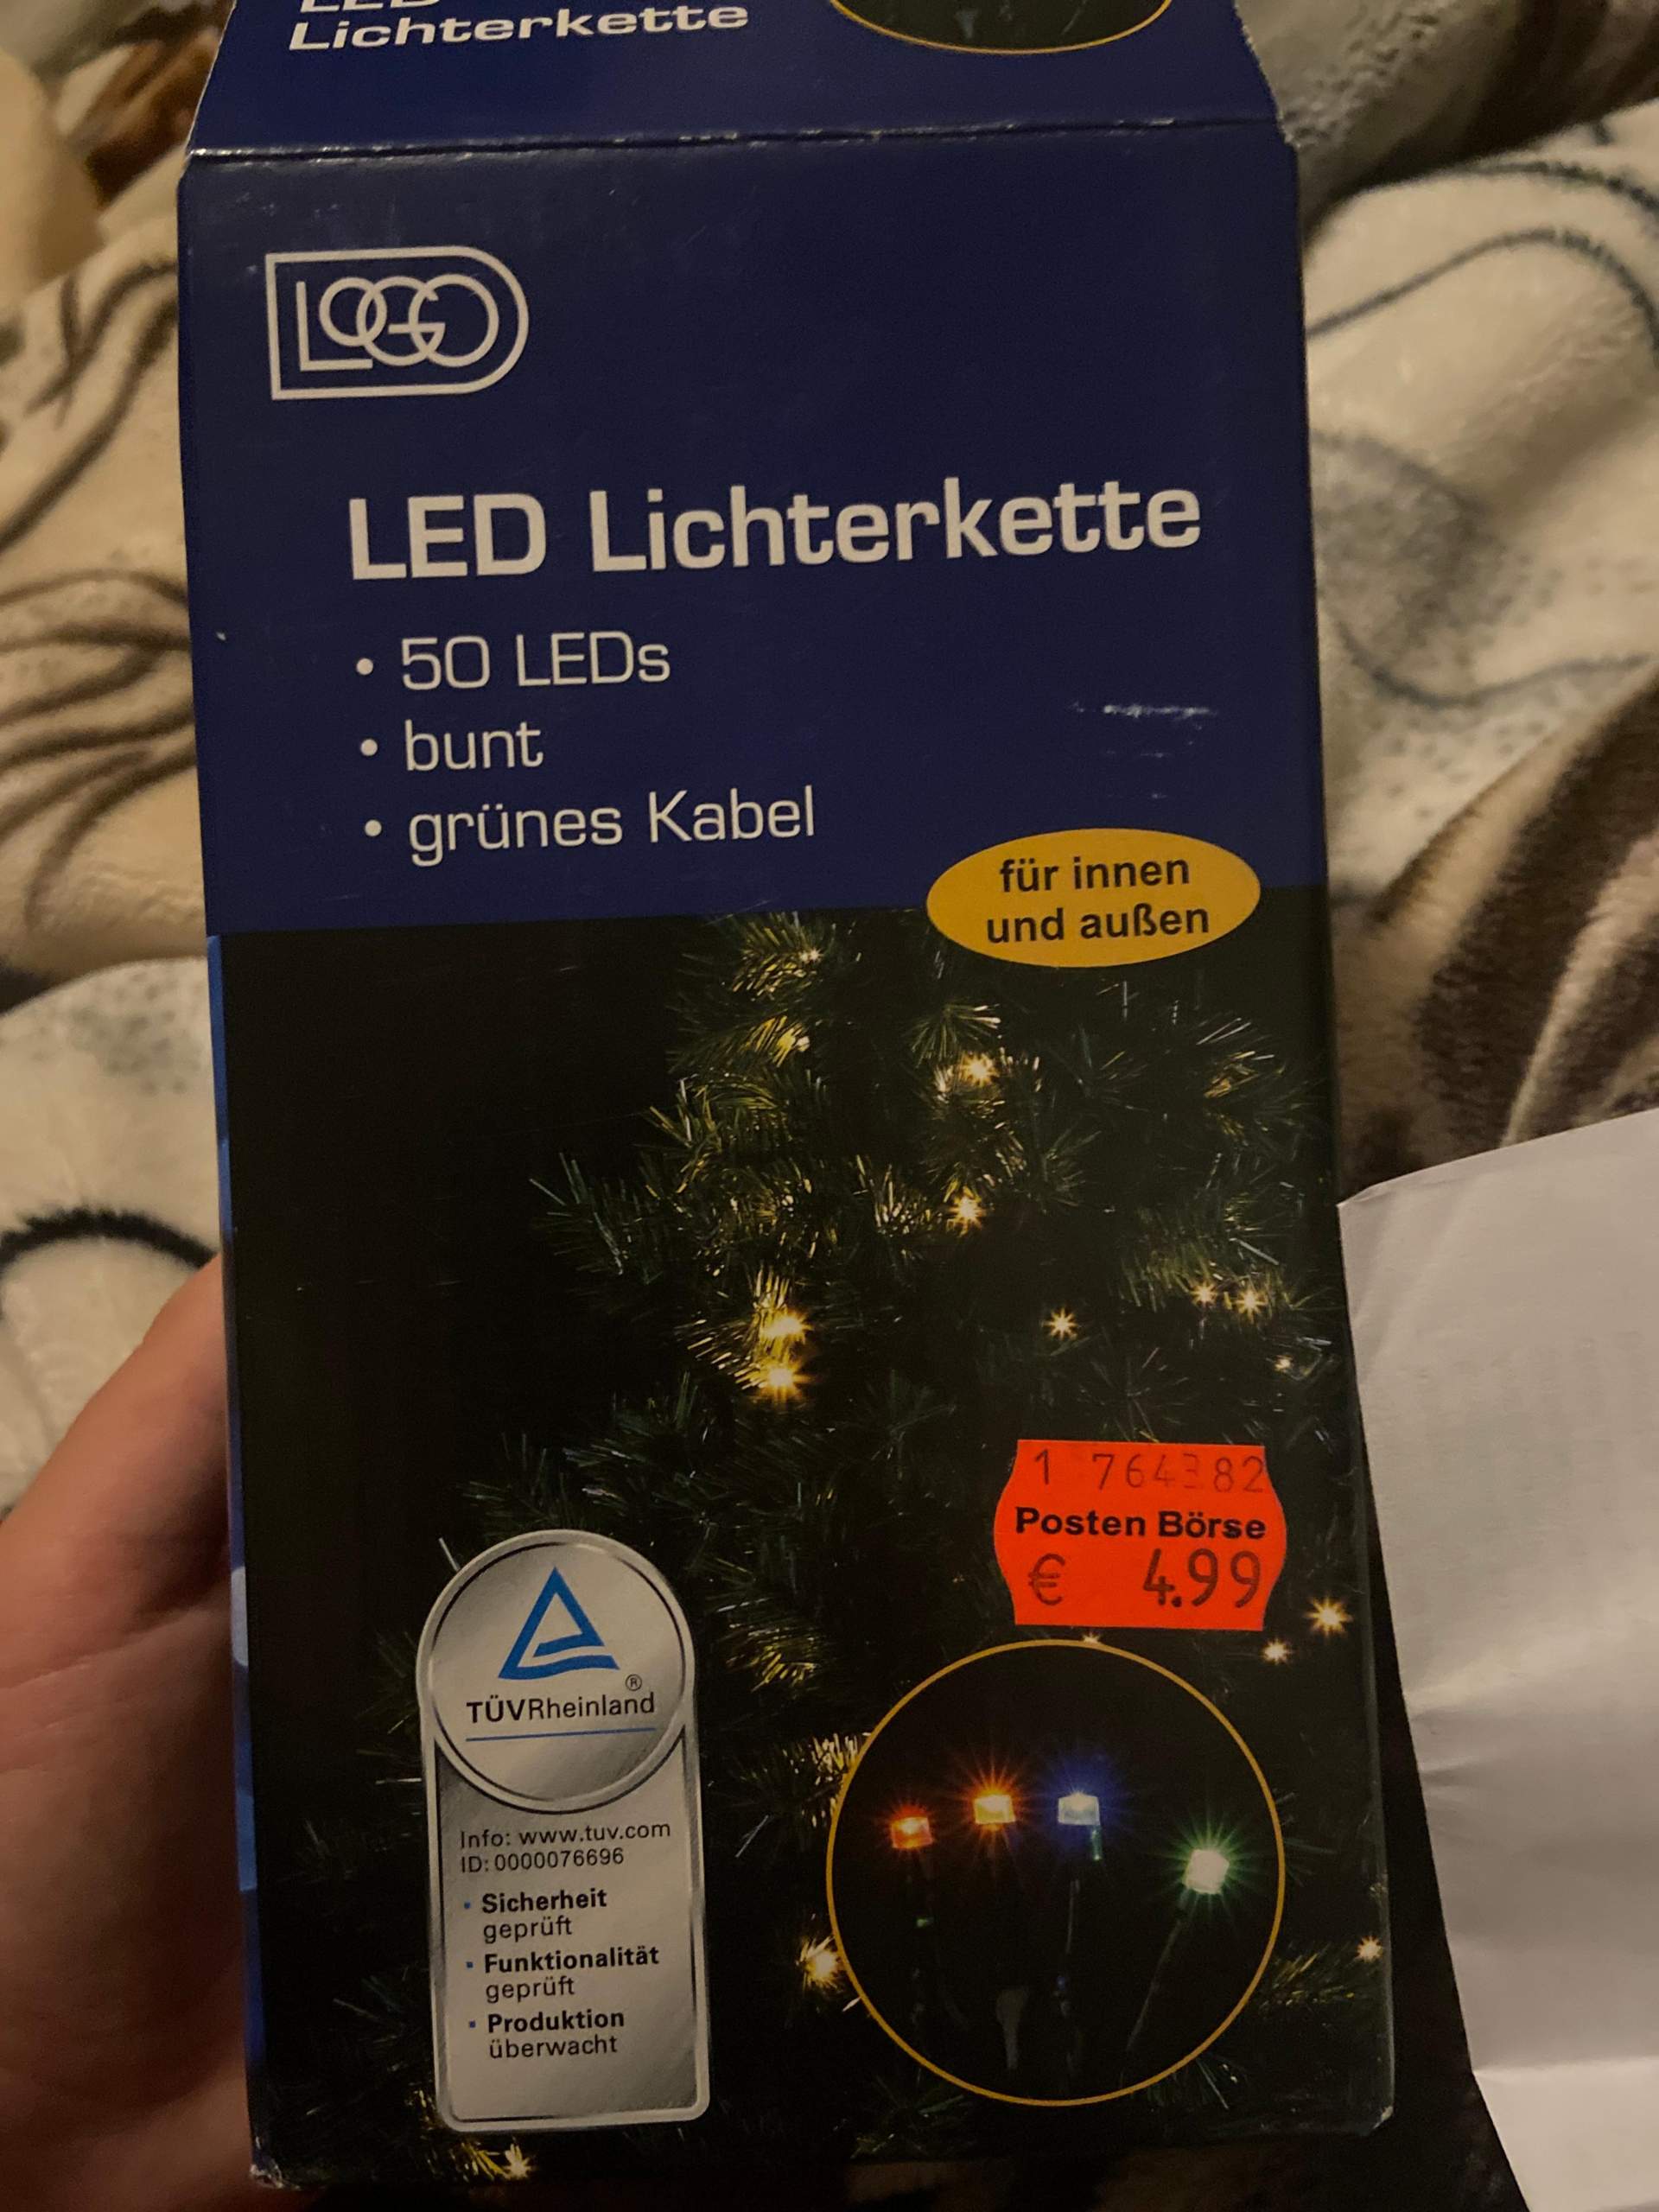 LED
Lichterkette
LOGO
LED Lichterkette
• 50 LEDs
• bunt
• grünes Kabel
für innen
und außen
1 764382
Posten Börse
€ 4.99
®
TÜVRheinland
Info: www.tuv.com
ID: 0000076696
▪ Sicherheit
geprüft
▪ Funktionalität
geprüft
▪ Produktion
überwacht